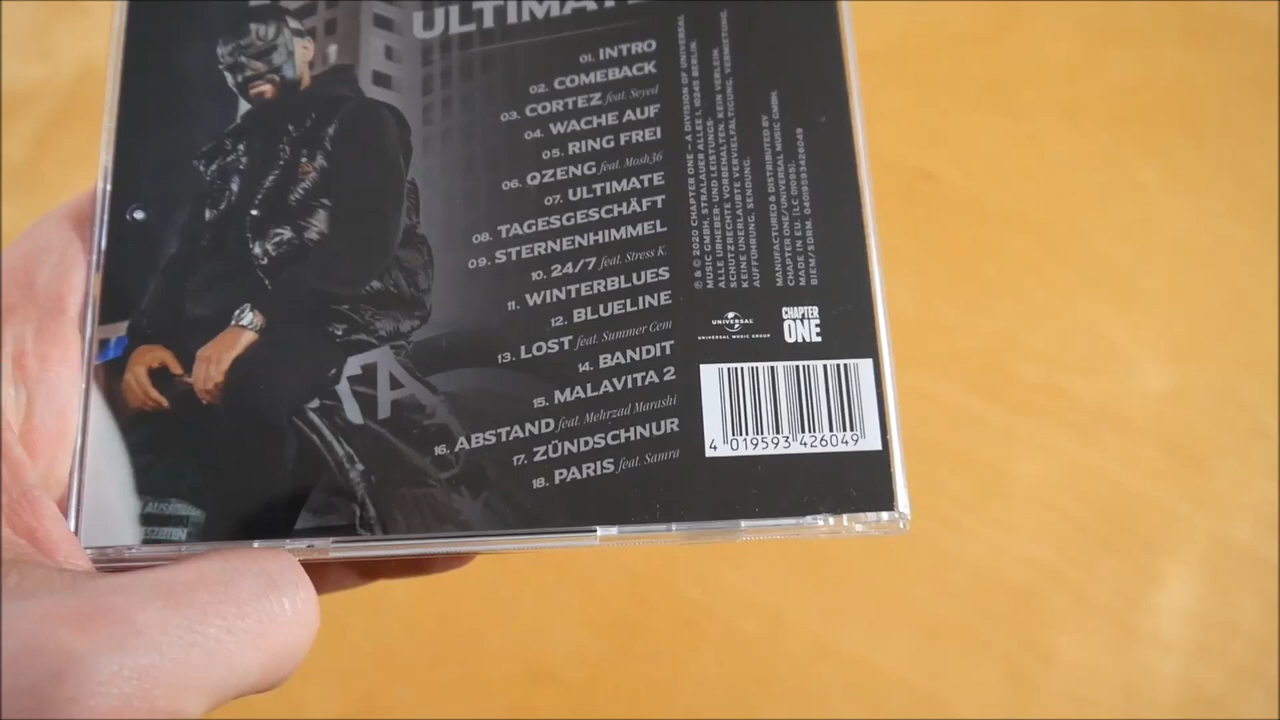 ULTIMATE
01. INTRO
02. COMEBACK
03. CORTEZ feat. Seyed
04. WACHE AUF
05. RING FREI
06. QZENG feat. Mosh36
07. ULTIMATE
08. TAGESGESCHÄFT
09. STERNENHIMMEL
10. 24/7 feat. Stress K.
11. WINTERBLUES
12. BLUELINE
13. LOST feat. Summer Cem
14. BANDIT
15. MALAVITA 2
16. ABSTAND feat. Mehrzad Marashi
17. ZÜNDSCHNUR
18. PARIS feat. Samra
℗ & © 2020 CHAPTER ONE – A DIVISION OF UNIVERSAL
MUSIC GMBH, STRALAUER ALLEE 1, 10245 BERLIN.
ALLE URHEBER- UND LEISTUNGS-
SCHUTZRECHTE VORBEHALTEN. KEIN VERLEIH.
KEINE UNERLAUBTE VERVIELFÄLTIGUNG, VERMIETUNG,
AUFFÜHRUNG, SENDUNG.
MANUFACTURED & DISTRIBUTED BY
CHAPTER ONE/UNIVERSAL MUSIC GMBH.
MADE IN EU. [LC 01095].
BIEM/SDRM. 04019593426049
UNIVERSAL
UNIVERSAL MUSIC GROUP
CHAPTER
ONE
4 019593 426049